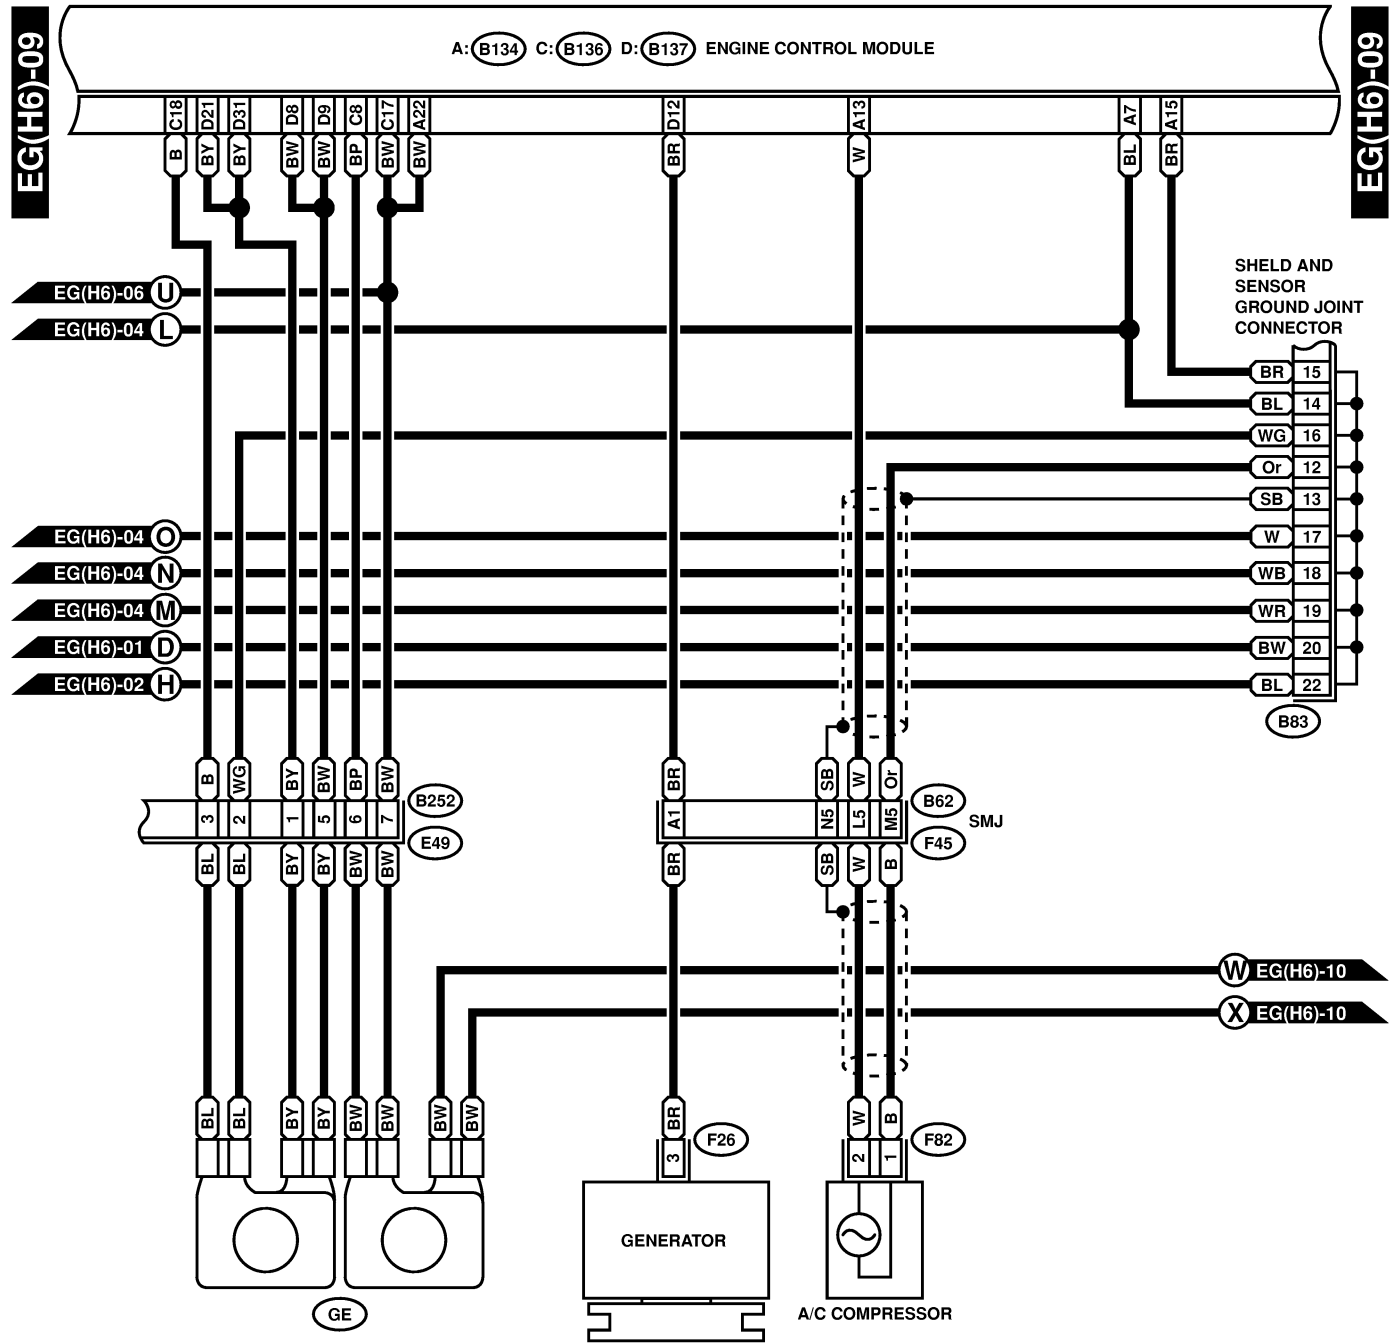 EG(H6)-09
A: B134 C: B136 D: B137 ENGINE CONTROL MODULE
EG(H6)-09
C18 D21 D31 D8 D9 C8 C17 A22 D12 A13 A7 A15
B BY BY BW BW BP BW BW BR W BL BR
SHELD AND
SENSOR
GROUND JOINT
CONNECTOR
EG(H6)-06 U
EG(H6)-04 L
BR 15
BL 14
WG 16
Or 12
SB 13
EG(H6)-04 O W 17
EG(H6)-04 N WB 18
EG(H6)-04 M WR 19
EG(H6)-01 D BW 20
EG(H6)-02 H BL 22
B83
B WG BY BW BP BW BR SB W Or
B252 B62
3 2 1 5 6 7 A1 N5 L5 M5 SMJ
E49 F45
BL BL BY BY BW BW BR SB W B
W EG(H6)-10
X EG(H6)-10
BL BL BY BY BW BW BW BW BR W B
F26 F82
3 2 1
GENERATOR
GE
A/C COMPRESSOR